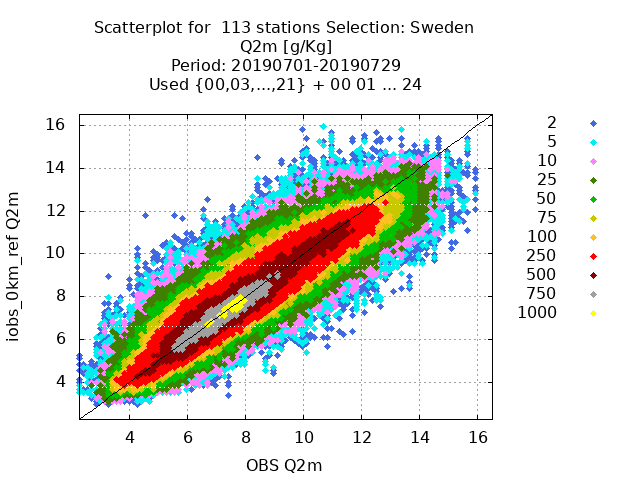 Scatterplot for  113 stations Selection: Sweden
Q2m [g/Kg]
Period: 20190701-20190729
Used {00,03,...,21} + 00 01 ... 24
16
14
12
10
8
6
4
iobs_0km_ref Q2m
4 6 8 10 12 14 16
OBS Q2m
2
5
10
25
50
75
100
250
500
750
1000